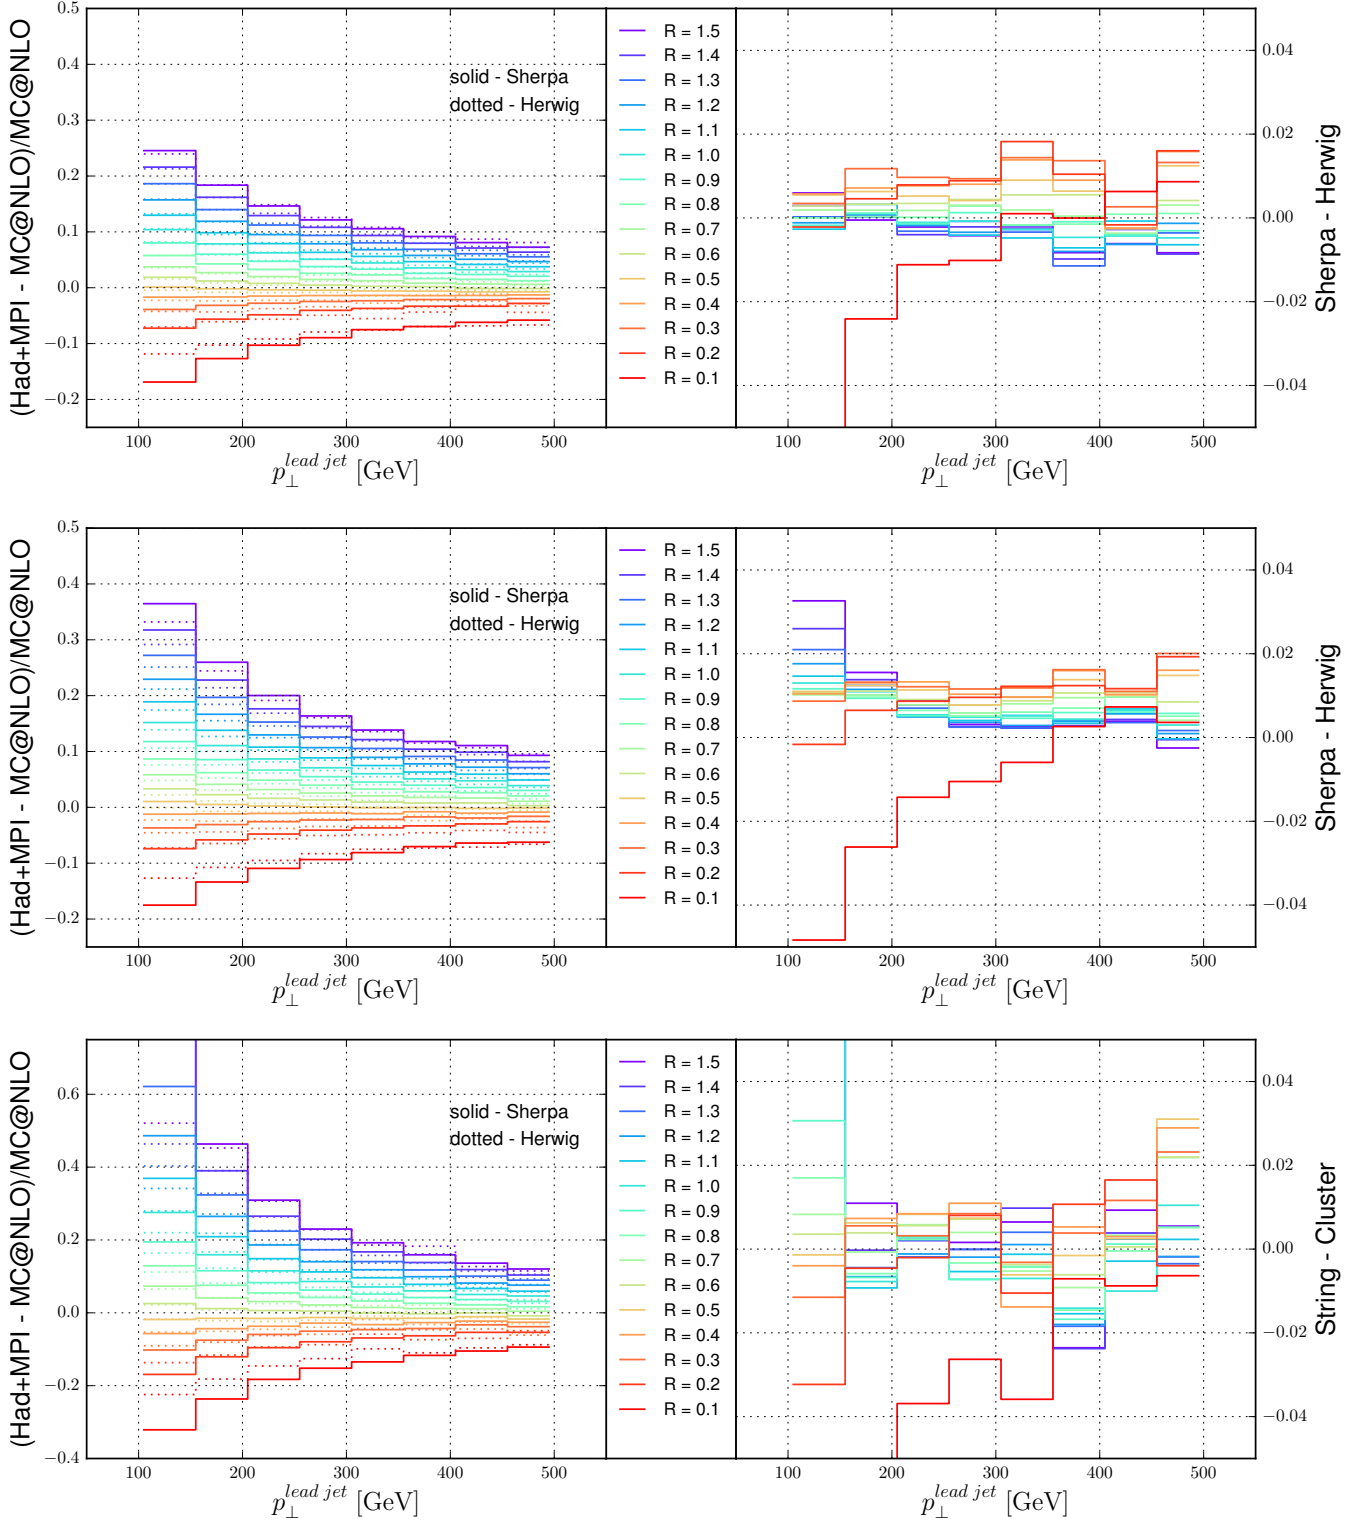 (Had+MPI - MC@NLO)/MC@NLO
0.5
0.4
0.3
0.2
0.1
0.0
−0.1
−0.2
solid - Sherpa
dotted - Herwig
100
200
300
400
500
p⊥^lead jet [GeV]
R = 1.5
R = 1.4
R = 1.3
R = 1.2
R = 1.1
R = 1.0
R = 0.9
R = 0.8
R = 0.7
R = 0.6
R = 0.5
R = 0.4
R = 0.3
R = 0.2
R = 0.1
100
200
300
400
500
p⊥^lead jet [GeV]
0.04
0.02
0.00
−0.02
−0.04
Sherpa - Herwig
(Had+MPI - MC@NLO)/MC@NLO
0.5
0.4
0.3
0.2
0.1
0.0
−0.1
−0.2
solid - Sherpa
dotted - Herwig
100
200
300
400
500
p⊥^lead jet [GeV]
R = 1.5
R = 1.4
R = 1.3
R = 1.2
R = 1.1
R = 1.0
R = 0.9
R = 0.8
R = 0.7
R = 0.6
R = 0.5
R = 0.4
R = 0.3
R = 0.2
R = 0.1
100
200
300
400
500
p⊥^lead jet [GeV]
0.04
0.02
0.00
−0.02
−0.04
Sherpa - Herwig
(Had+MPI - MC@NLO)/MC@NLO
0.6
0.4
0.2
0.0
−0.2
−0.4
solid - Sherpa
dotted - Herwig
100
200
300
400
500
p⊥^lead jet [GeV]
R = 1.5
R = 1.4
R = 1.3
R = 1.2
R = 1.1
R = 1.0
R = 0.9
R = 0.8
R = 0.7
R = 0.6
R = 0.5
R = 0.4
R = 0.3
R = 0.2
R = 0.1
100
200
300
400
500
p⊥^lead jet [GeV]
0.04
0.02
0.00
−0.02
−0.04
String - Cluster